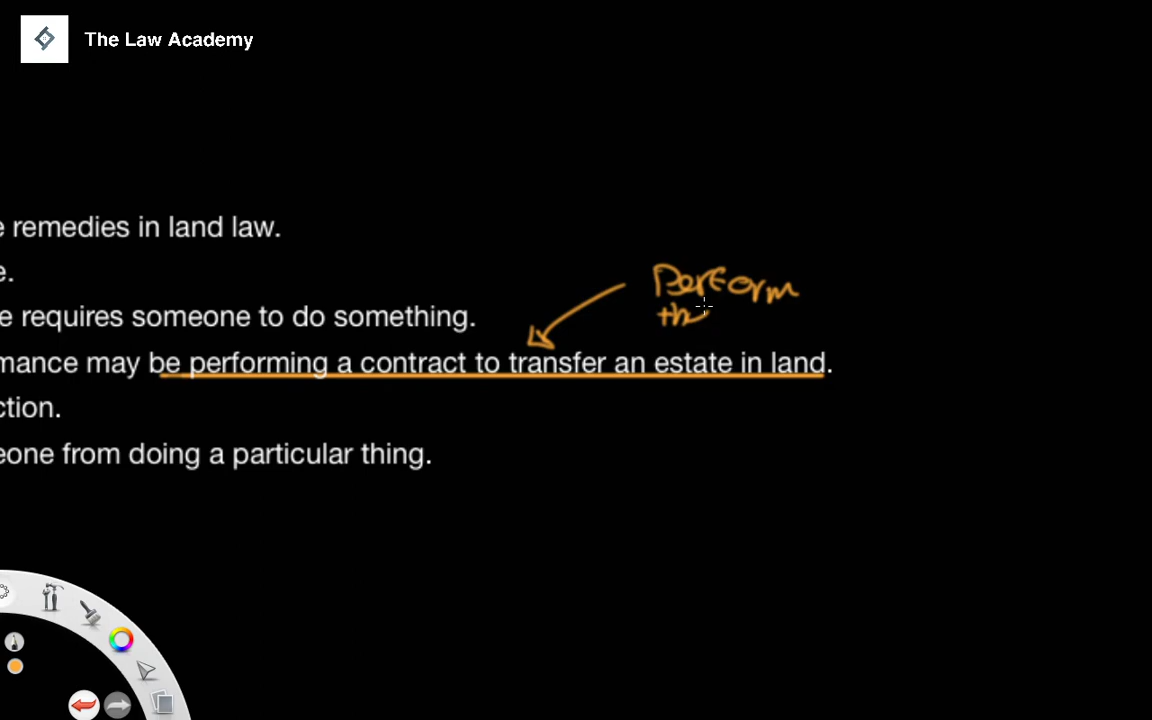 The Law Academy
e remedies in land law.
e.
Perform
the
e requires someone to do something.
mance may be performing a contract to transfer an estate in land.
ction.
eone from doing a particular thing.